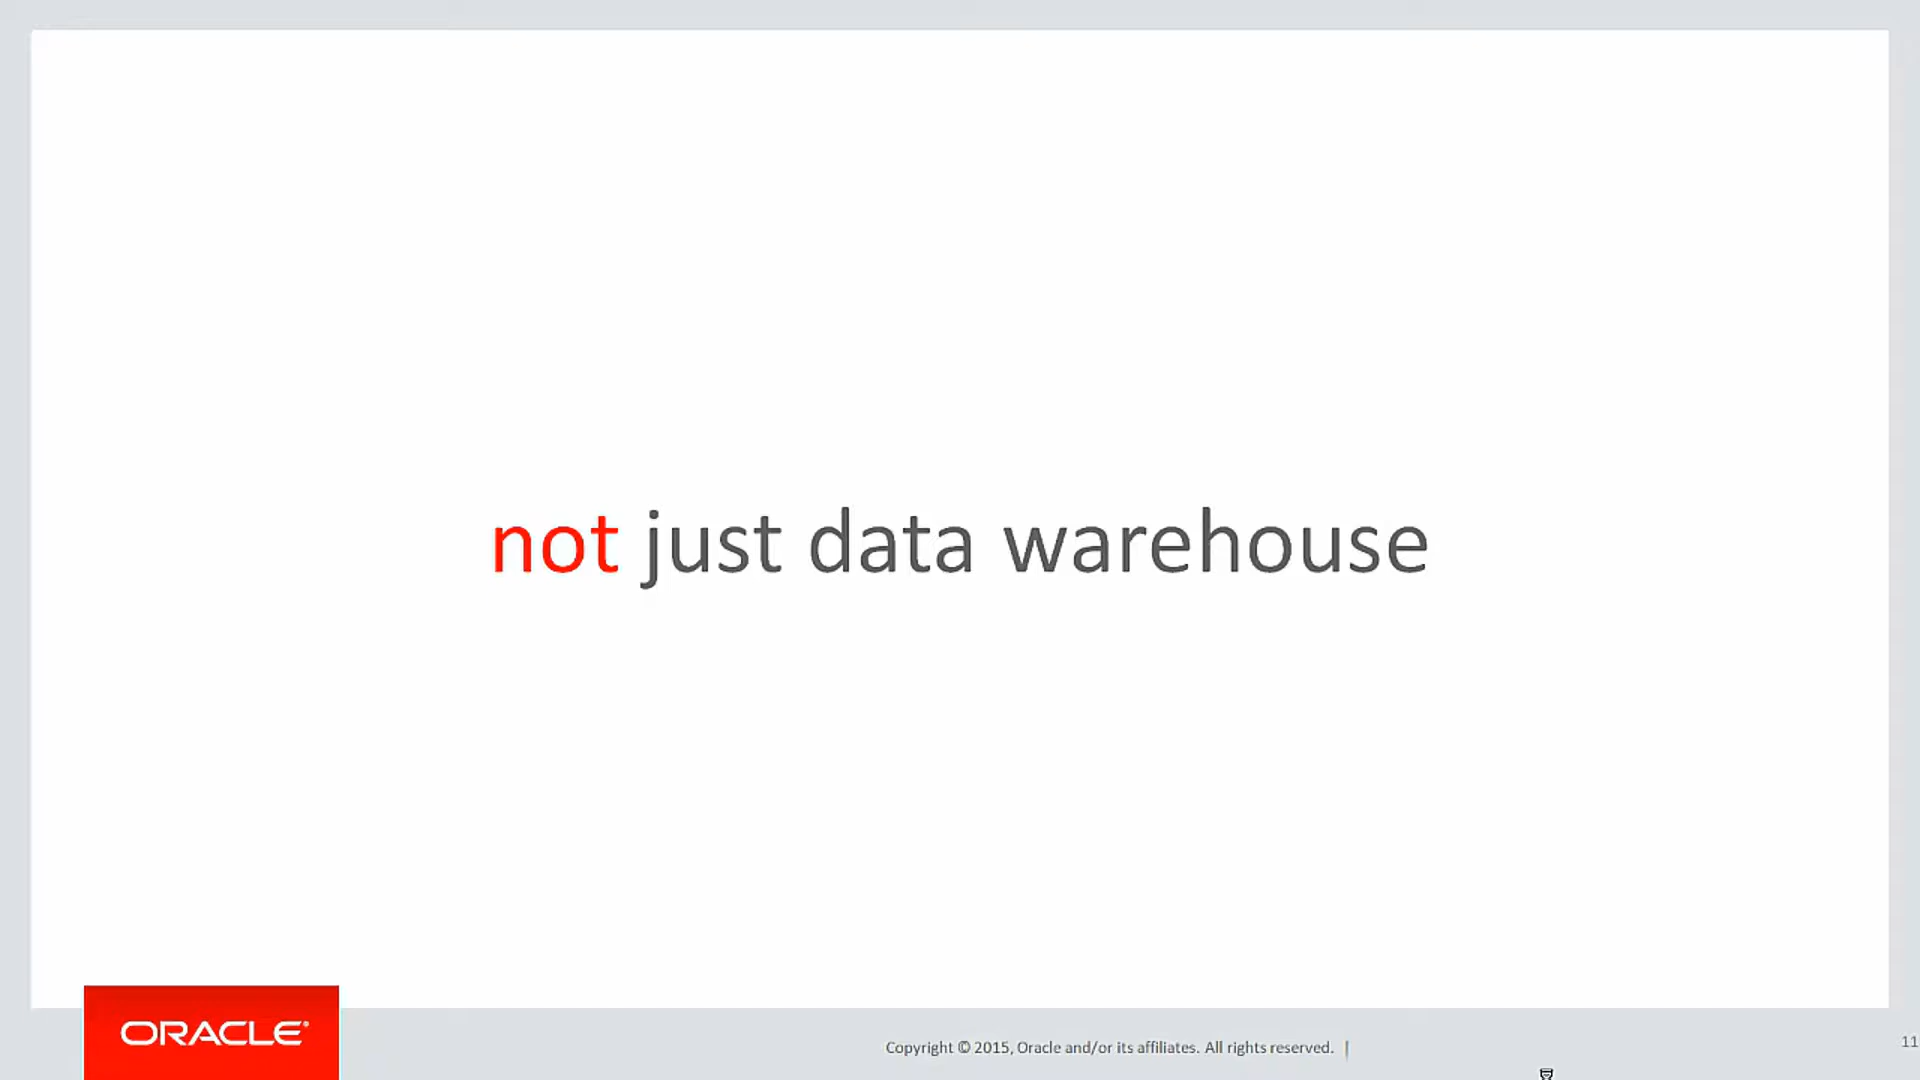 not just data warehouse
ORACLE®
Copyright © 2015, Oracle and/or its affiliates. All rights reserved. |
11